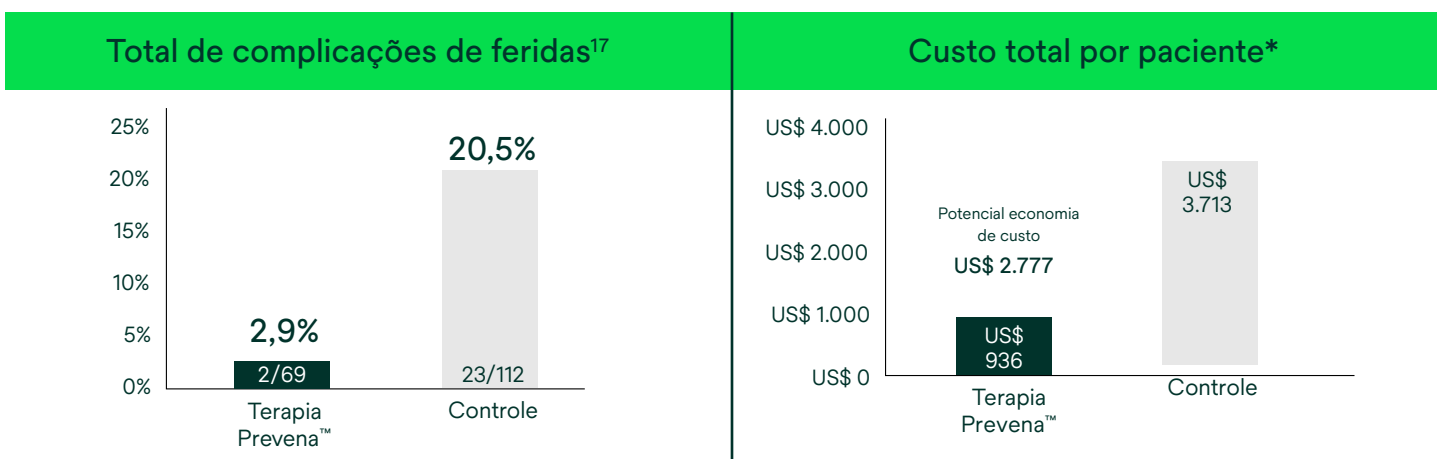 Total de complicações de feridas17
25%
20%
15%
10%
5%
0%
20,5%
2,9%
2/69
23/112
Terapia
Prevena™
Controle
Custo total por paciente*
US$ 4.000
US$ 3.000
US$ 2.000
US$ 1.000
US$ 0
Potencial economia
de custo
US$ 2.777
US$
936
US$
3.713
Terapia
Prevena™
Controle